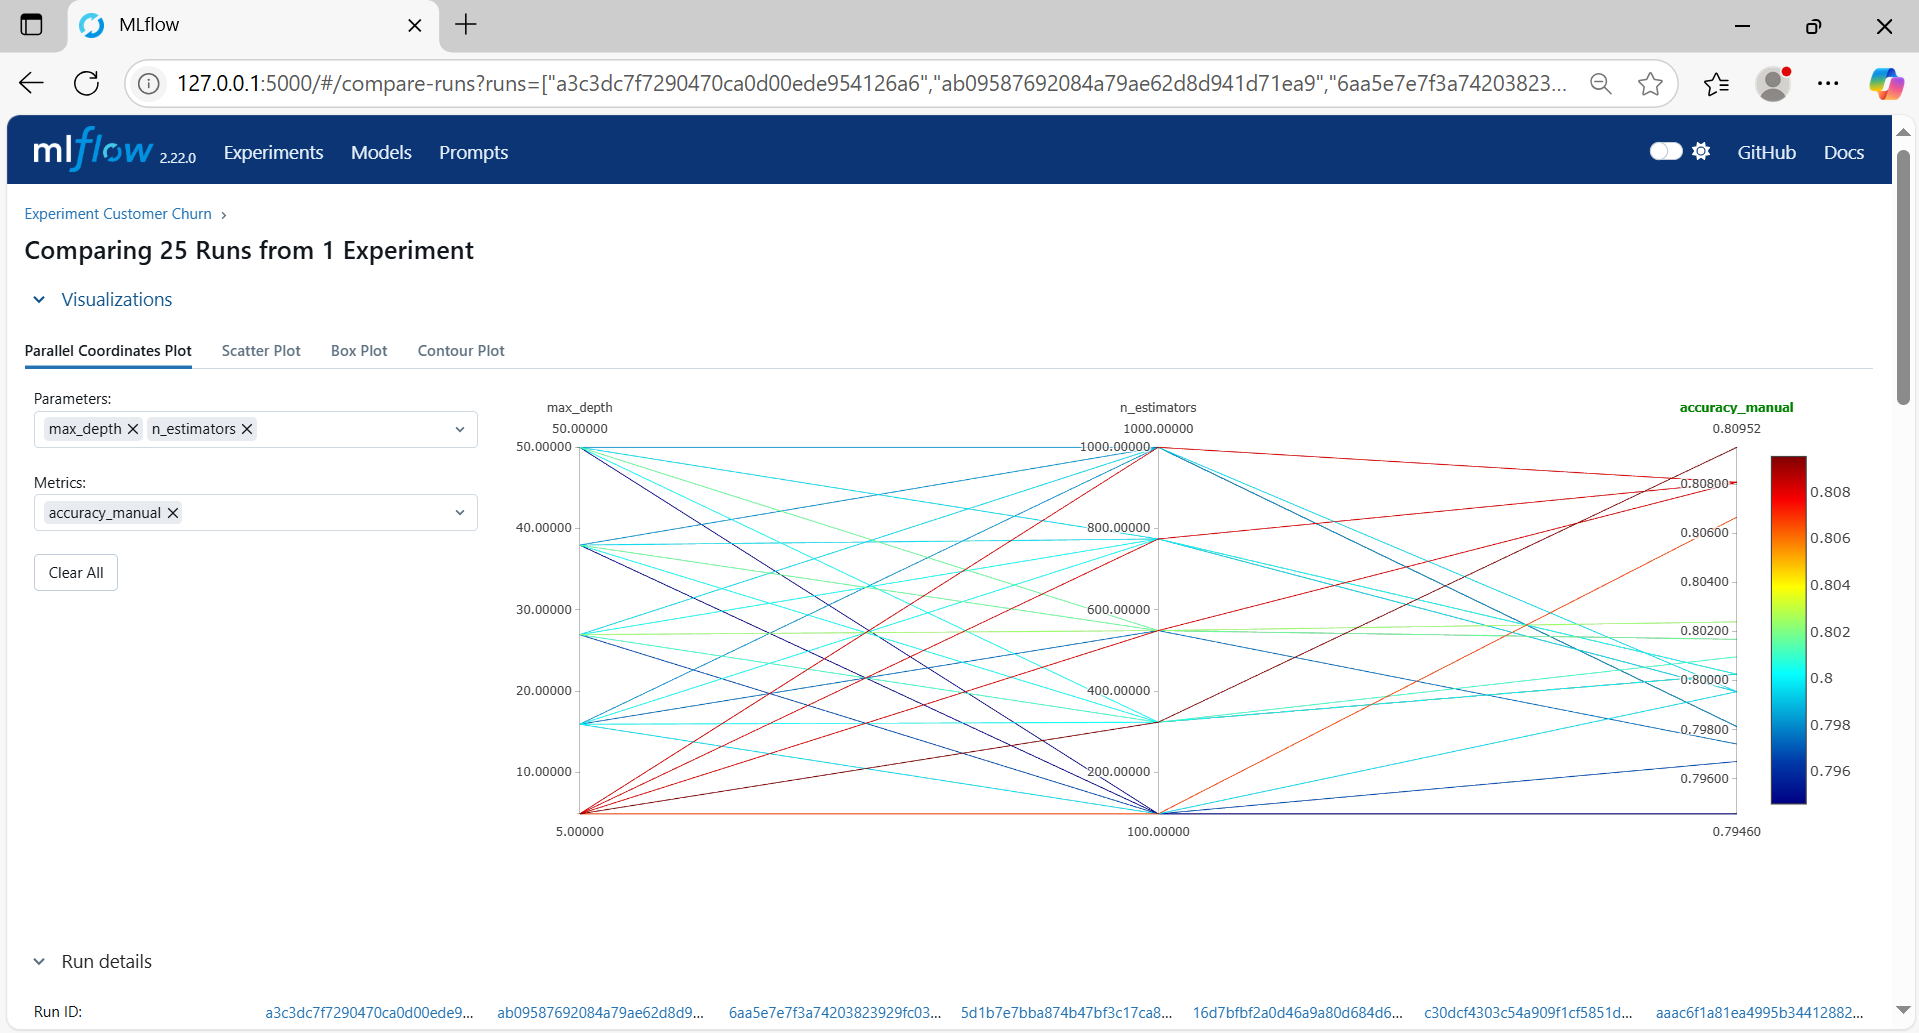 MLflow
127.0.0.1:5000/#/compare-runs?runs=["a3c3dc7f7290470ca0d00ede954126a6","ab09587692084a79ae62d8d941d71ea9","6aa5e7e7f3a74203823...
mlflow 2.22.0 Experiments Models Prompts GitHub Docs
Experiment Customer Churn ›
Comparing 25 Runs from 1 Experiment
Visualizations
Parallel Coordinates Plot Scatter Plot Box Plot Contour Plot
Parameters:
max_depth n_estimators
Metrics:
accuracy_manual
Clear All
max_depth
50.00000
50.00000
40.00000
30.00000
20.00000
10.00000
5.00000
n_estimators
1000.00000
1000.00000
800.00000
600.00000
400.00000
200.00000
100.00000
accuracy_manual
0.80952
0.80800
0.80600
0.80400
0.80200
0.80000
0.79800
0.79600
0.79460
0.808
0.806
0.804
0.802
0.8
0.798
0.796
Run details
Run ID: a3c3dc7f7290470ca0d00ede9... ab09587692084a79ae62d8d9... 6aa5e7e7f3a74203823929fc03... 5d1b7e7bba874b47bf3c17ca8... 16d7bfbf2a0d46a9a80d684d6... c30dcf4303c54a909f1cf5851d... aaac6f1a81ea4995b34412882...